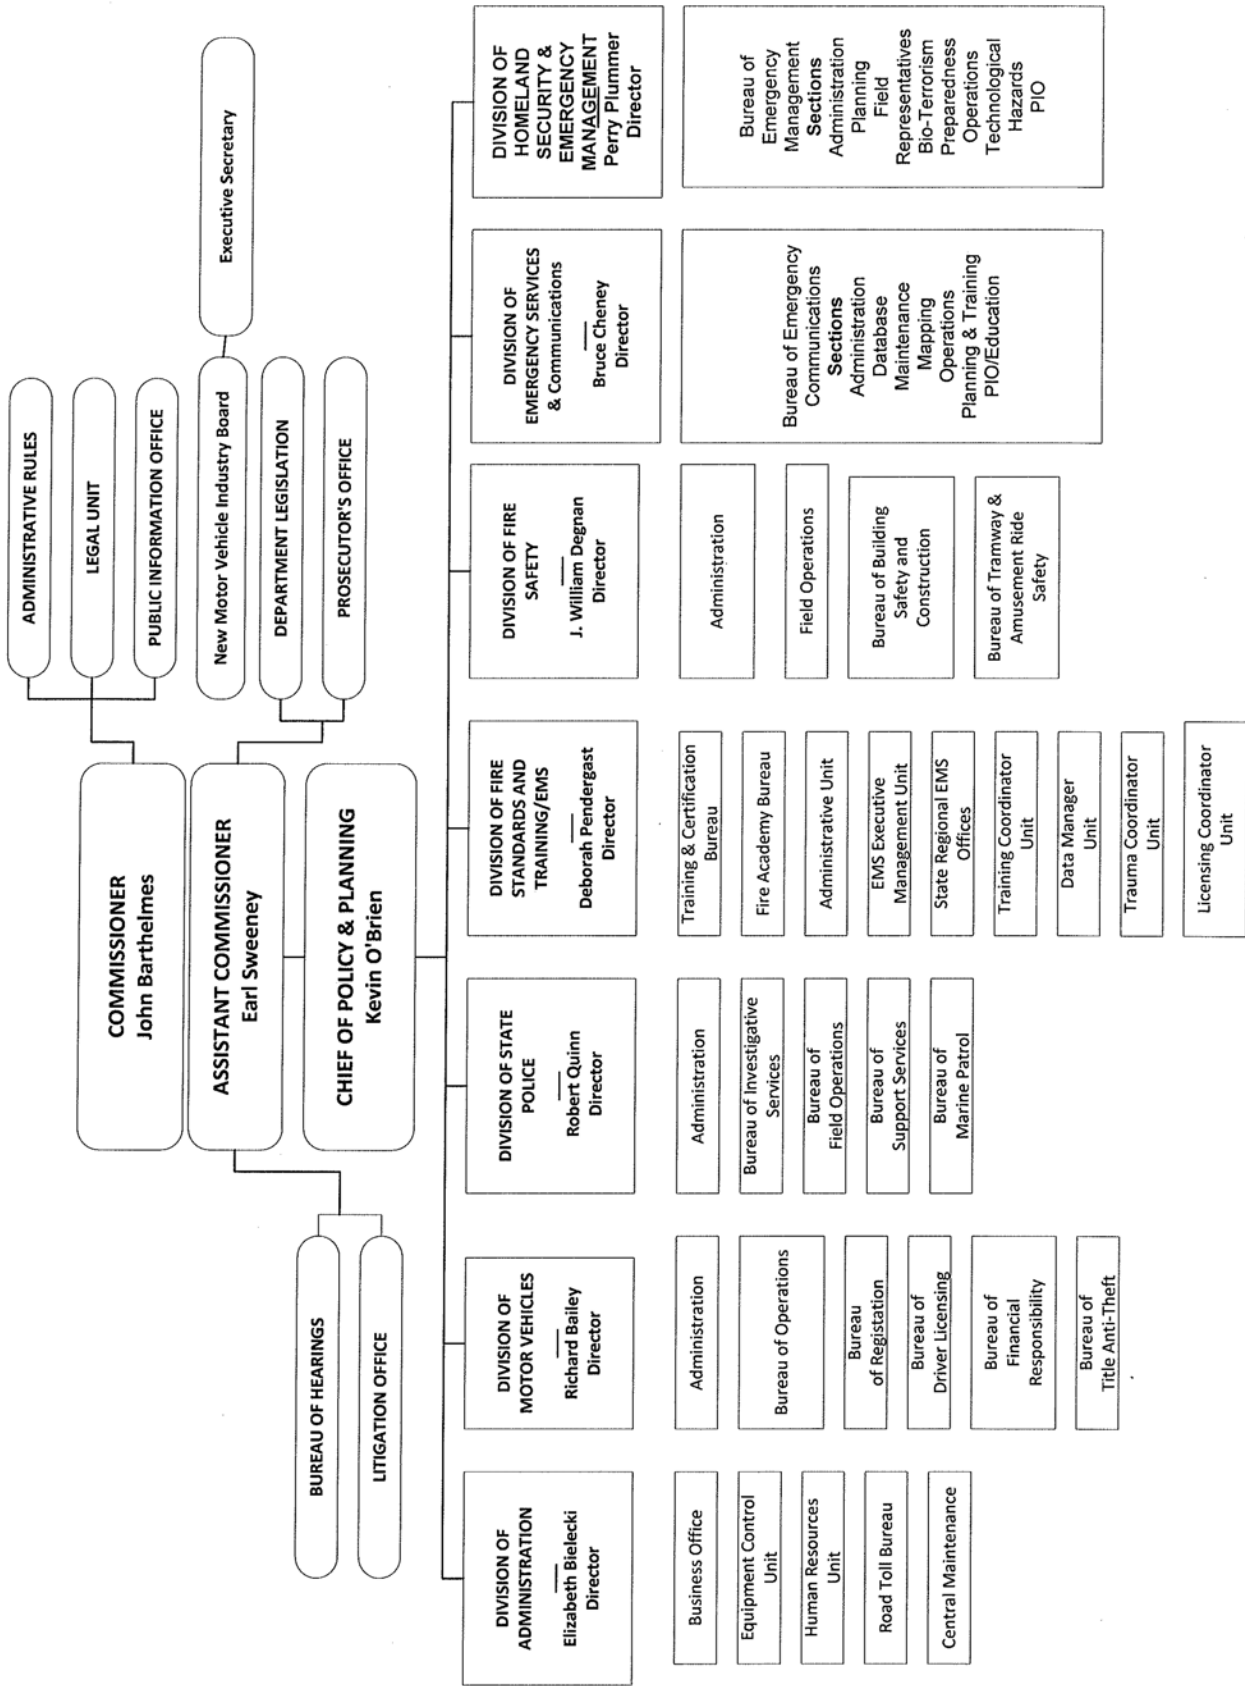 ADMINISTRATIVE RULES
LEGAL UNIT
PUBLIC INFORMATION OFFICE
COMMISSIONER
John Barthelmes
New Motor Vehicle Industry Board
Executive Secretary
ASSISTANT COMMISSIONER
Earl Sweeney
DEPARTMENT LEGISLATION
PROSECUTOR'S OFFICE
BUREAU OF HEARINGS
LITIGATION OFFICE
CHIEF OF POLICY & PLANNING
Kevin O'Brien
DIVISION OF
ADMINISTRATION
Elizabeth Bielecki
Director
Business Office
Equipment Control
Unit
Human Resources
Unit
Road Toll Bureau
Central Maintenance
DIVISION OF
MOTOR VEHICLES
Richard Bailey
Director
Administration
Bureau of Operations
Bureau
of Registation
Bureau of
Driver Licensing
Bureau of
Financial
Responsibility
Bureau of
Title Anti-Theft
DIVISION OF STATE
POLICE
Robert Quinn
Director
Administration
Bureau of Investigative
Services
Bureau of
Field Operations
Bureau of
Support Services
Bureau of
Marine Patrol
DIVISION OF FIRE
STANDARDS AND
TRAINING/EMS
Deborah Pendergast
Director
Training & Certification
Bureau
Fire Academy Bureau
Administrative Unit
EMS Executive
Management Unit
State Regional EMS
Offices
Training Coordinator
Unit
Data Manager
Unit
Trauma Coordinator
Unit
Licensing Coordinator
Unit
DIVISION OF FIRE
SAFETY
J. William Degnan
Director
Administration
Field Operations
Bureau of Building
Safety and
Construction
Bureau of Tramway &
Amusement Ride
Safety
DIVISION OF
EMERGENCY SERVICES
& Communications
Bruce Cheney
Director
Bureau of Emergency
Communications
Sections
Administration
Database
Maintenance
Mapping
Operations
Planning & Training
PIO/Education
DIVISION OF
HOMELAND
SECURITY &
EMERGENCY
MANAGEMENT
Perry Plummer
Director
Bureau of
Emergency
Management
Sections
Administration
Planning
Field
Representatives
Bio-Terrorism
Preparedness
Operations
Technological
Hazards
PIO